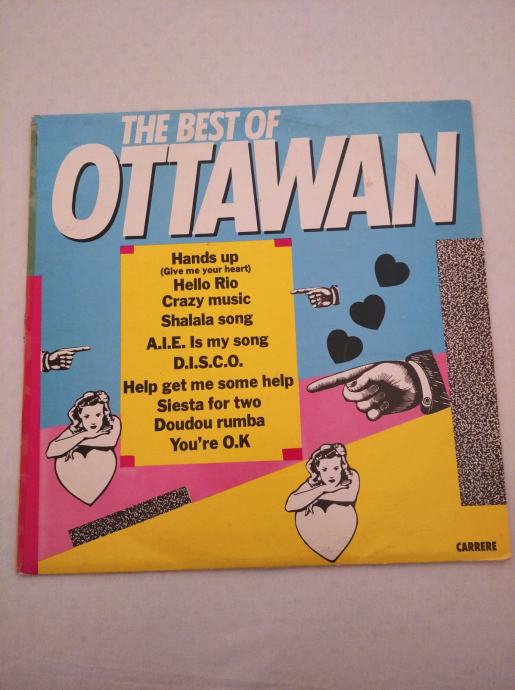 THE BEST OF
OTTAWAN
Hands up
(Give me your heart)
Hello Rio
Crazy music
Shalala song
A.I.E. Is my song
D.I.S.C.O.
Help get me some help
Siesta for two
Doudou rumba
You're O.K
CARRERE